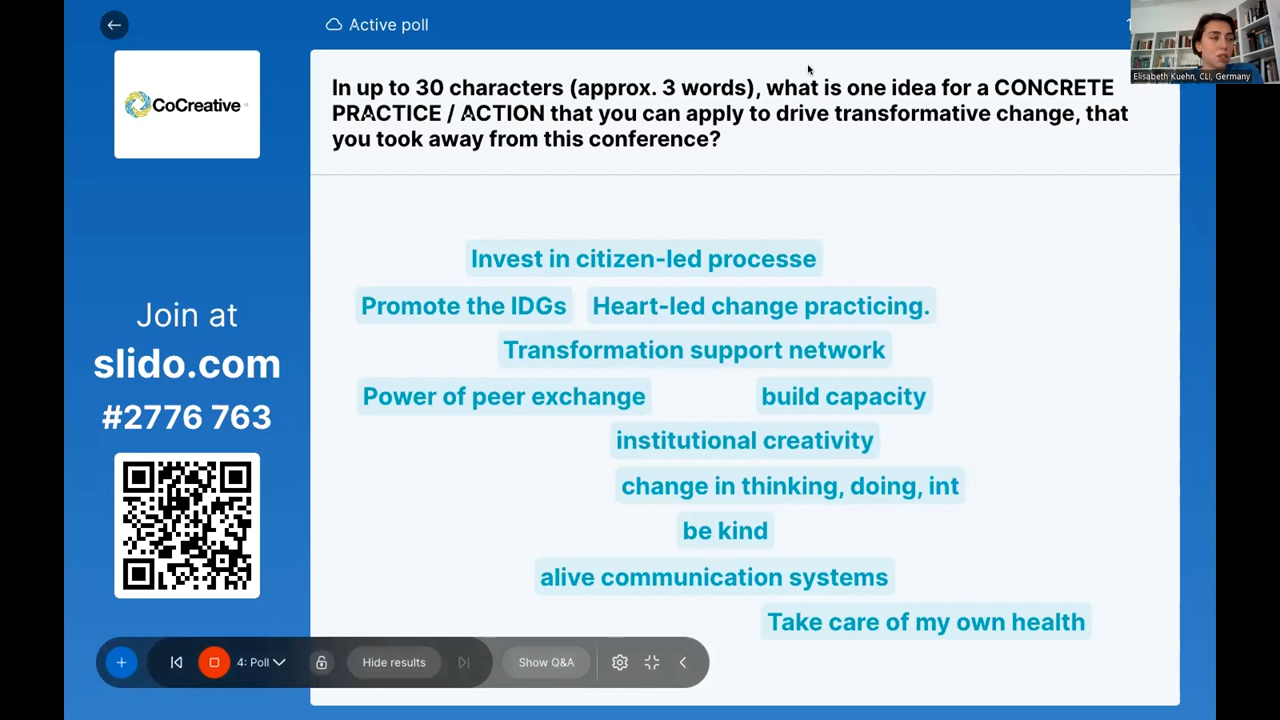 Active poll
Elisabeth Kuehn, CLI, Germany
CoCreative
In up to 30 characters (approx. 3 words), what is one idea for a CONCRETE
PRACTICE / ACTION that you can apply to drive transformative change, that
you took away from this conference?
Invest in citizen-led processe
Promote the IDGs
Heart-led change practicing.
Transformation support network
Power of peer exchange
build capacity
institutional creativity
change in thinking, doing, int
be kind
alive communication systems
Take care of my own health
Join at
slido.com
#2776 763
4: Poll
Hide results
Show Q&A